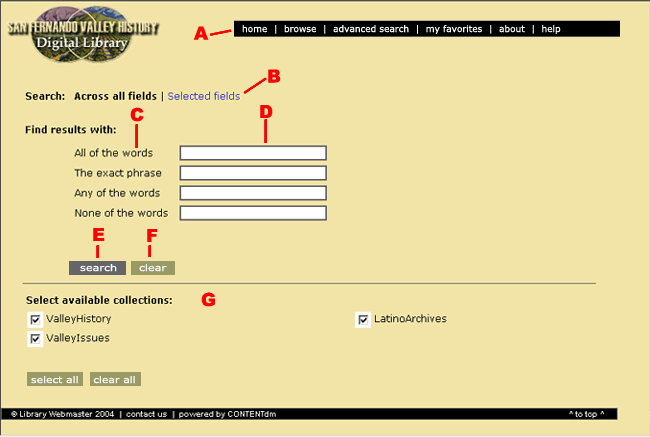 SAN FERNANDO VALLEY HISTORY
Digital Library
A
home | browse | advanced search | my favorites | about | help
B
Search: Across all fields | Selected fields
C
D
Find results with:
All of the words
The exact phrase
Any of the words
None of the words
E
F
search
clear
Select available collections:
G
ValleyHistory
LatinoArchives
ValleyIssues
select all
clear all
© Library Webmaster 2004 | contact us | powered by CONTENTdm
^ to top ^